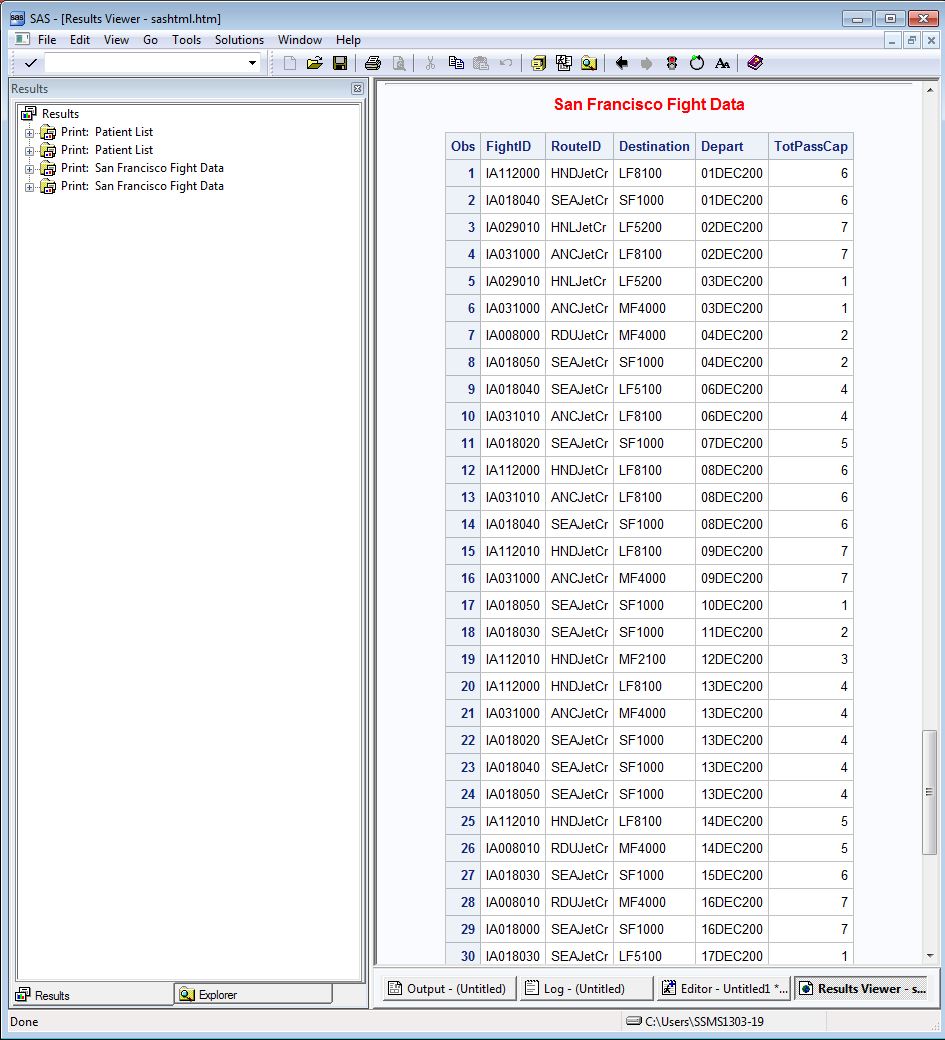 SAS - [Results Viewer - sashtml.htm]
File Edit View Go Tools Solutions Window Help
Results
Results
Print: Patient List
Print: Patient List
Print: San Francisco Fight Data
Print: San Francisco Fight Data
San Francisco Fight Data
Obs FightID RouteID Destination Depart TotPassCap
1 IA112000 HNDJetCr LF8100 01DEC200 6
2 IA018040 SEAJetCr SF1000 01DEC200 6
3 IA029010 HNLJetCr LF5200 02DEC200 7
4 IA031000 ANCJetCr LF8100 02DEC200 7
5 IA029010 HNLJetCr LF5200 03DEC200 1
6 IA031000 ANCJetCr MF4000 03DEC200 1
7 IA008000 RDUJetCr MF4000 04DEC200 2
8 IA018050 SEAJetCr SF1000 04DEC200 2
9 IA018040 SEAJetCr LF5100 06DEC200 4
10 IA031010 ANCJetCr LF8100 06DEC200 4
11 IA018020 SEAJetCr SF1000 07DEC200 5
12 IA112000 HNDJetCr LF8100 08DEC200 6
13 IA031010 ANCJetCr LF8100 08DEC200 6
14 IA018040 SEAJetCr SF1000 08DEC200 6
15 IA112010 HNDJetCr LF8100 09DEC200 7
16 IA031000 ANCJetCr MF4000 09DEC200 7
17 IA018050 SEAJetCr SF1000 10DEC200 1
18 IA018030 SEAJetCr SF1000 11DEC200 2
19 IA112010 HNDJetCr MF2100 12DEC200 3
20 IA112000 HNDJetCr LF8100 13DEC200 4
21 IA031000 ANCJetCr MF4000 13DEC200 4
22 IA018020 SEAJetCr SF1000 13DEC200 4
23 IA018040 SEAJetCr SF1000 13DEC200 4
24 IA018050 SEAJetCr SF1000 13DEC200 4
25 IA112010 HNDJetCr LF8100 14DEC200 5
26 IA008010 RDUJetCr MF4000 14DEC200 5
27 IA018030 SEAJetCr SF1000 15DEC200 6
28 IA008010 RDUJetCr MF4000 16DEC200 7
29 IA018000 SEAJetCr SF1000 16DEC200 7
30 IA018030 SEAJetCr LF5100 17DEC200 1
Results Explorer
Output - (Untitled) Log - (Untitled) Editor - Untitled1 *... Results Viewer - s...
Done C:\Users\SSMS1303-19